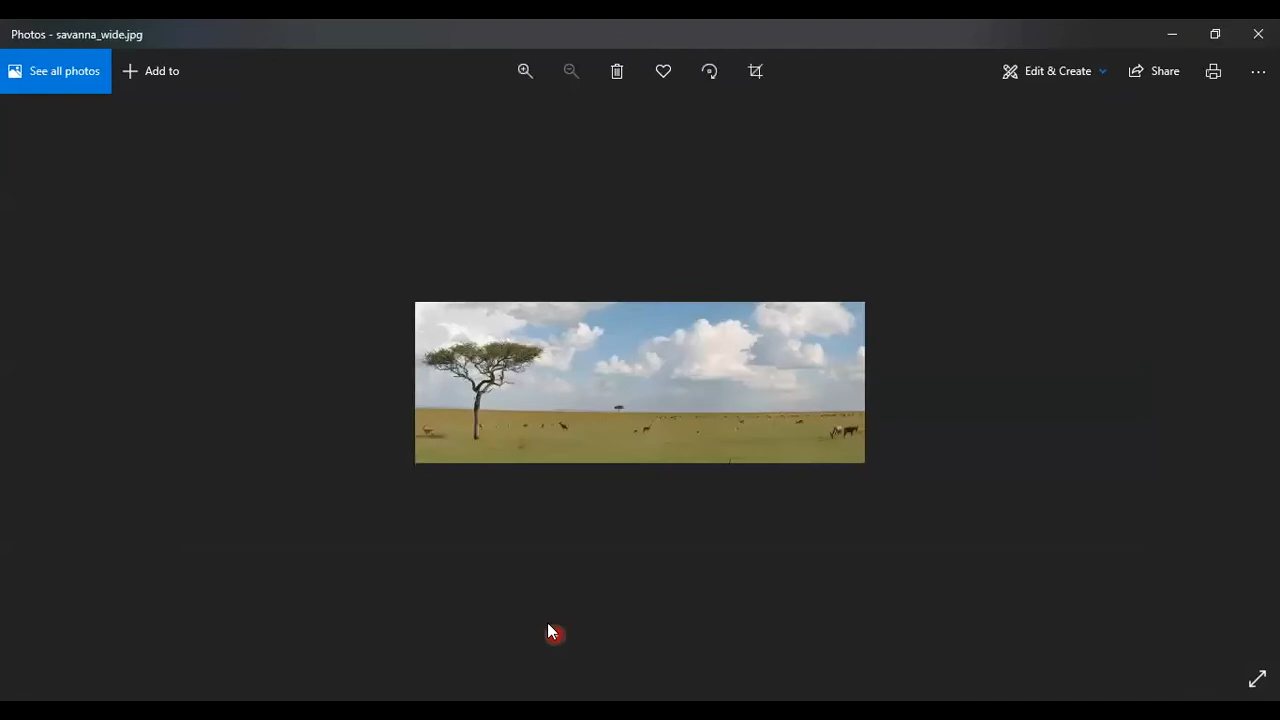 Photos - savanna_wide.jpg
See all photos
Add to
Edit & Create
Share